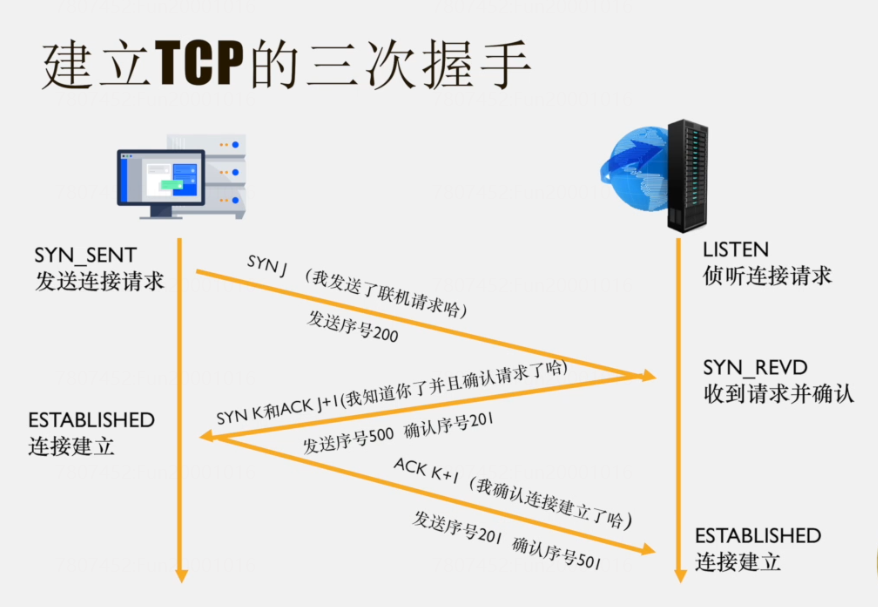 建立TCP的三次握手
SYN_SENT
发送连接请求
LISTEN
侦听连接请求
SYN J （我发送了联机请求哈）
发送序号200
SYN_REVD
收到请求并确认
SYN K和ACK J+1(我知道你了并且确认请求了哈)
发送序号500 确认序号201
ESTABLISHED
连接建立
ACK K+1（我确认连接建立了哈）
发送序号201 确认序号501
ESTABLISHED
连接建立